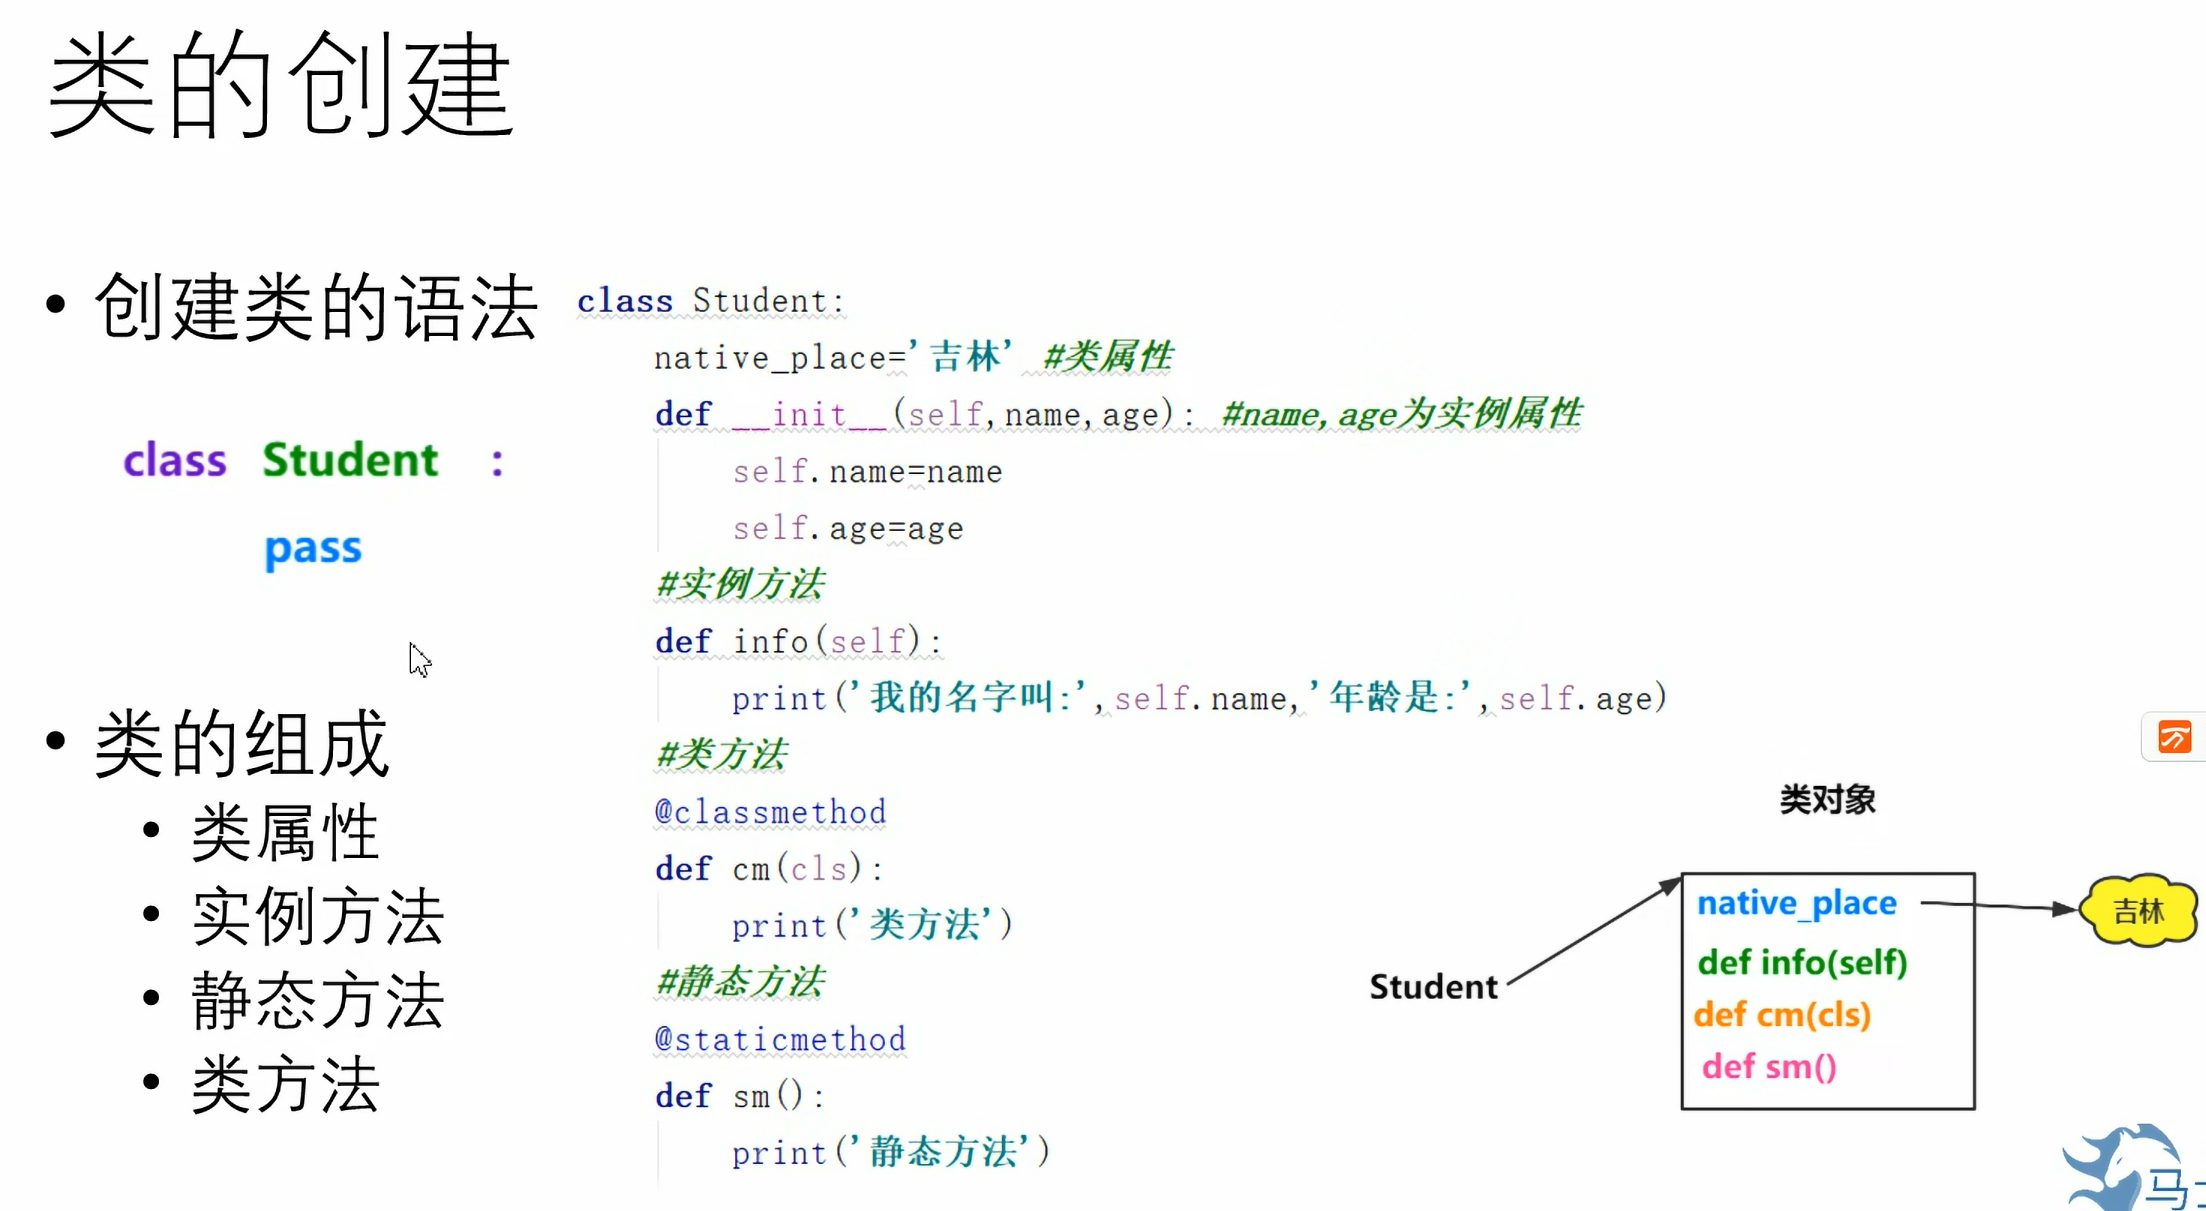 类的创建
• 创建类的语法
class Student :
pass
• 类的组成
• 类属性
• 实例方法
• 静态方法
• 类方法
class Student:
native_place='吉林' #类属性
def __init__(self,name,age): #name,age为实例属性
self.name=name
self.age=age
#实例方法
def info(self):
print('我的名字叫:',self.name,'年龄是:',self.age)
#类方法
@classmethod
def cm(cls):
print('类方法')
#静态方法
@staticmethod
def sm():
print('静态方法')
类对象
Student
native_place
吉林
def info(self)
def cm(cls)
def sm()
马